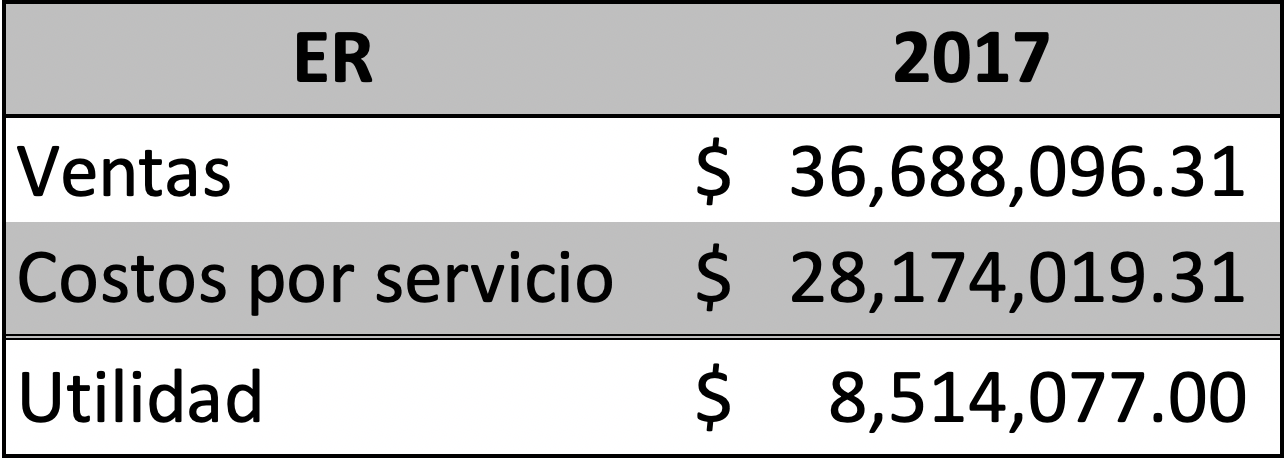 ER 2017
Ventas $ 36,688,096.31
Costos por servicio $ 28,174,019.31
Utilidad $ 8,514,077.00